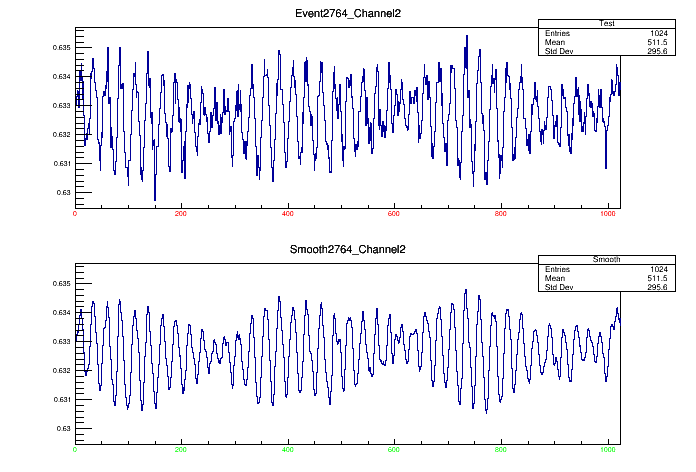 Event2764_Channel2
Test
Entries 1024
Mean 511.5
Std Dev 295.6
0.635
0.634
0.633
0.632
0.631
0.63
0 200 400 600 800 1000
Smooth2764_Channel2
Smooth
Entries 1024
Mean 511.5
Std Dev 295.6
0.635
0.634
0.633
0.632
0.631
0.63
0 200 400 600 800 1000